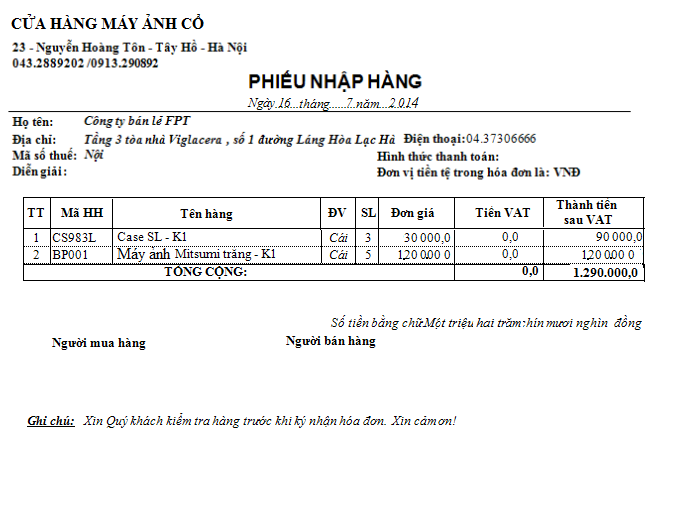 CỬA HÀNG MÁY ẢNH CỔ
23 - Nguyễn Hoàng Tôn - Tây Hồ - Hà Nội
043.2889202 /0913.290892
PHIẾU NHẬP HÀNG
Ngày 16...tháng......7.năm...2.014
Họ tên: Công ty bán lẻ FPT
Địa chỉ: Tầng 3 tòa nhà Viglacera , số 1 đường Láng Hòa Lạc Hà Điện thoại:04.37306666
Mã số thuế: Nội Hình thức thanh toán:
Diễn giải: Đơn vị tiền tệ trong hóa đơn là: VNĐ
TT Mã HH Tên hàng ĐV SL Đơn giá Tiền VAT Thành tiền sau VAT
1 CS983L Case SL - K1 Cái 3 30 000,0 0,0 90 000,0
2 BP001 Máy ảnh Mitsumi trắng - K1 Cái 5 1,20 0.00 0 0,0 1,20 0.00 0
TỔNG CỘNG: 0,0 1.290.000,0
Số tiền bằng chữ:Một triệu hai trăm:hín mươi nghìn đồng
Người mua hàng Người bán hàng
Ghi chú: Xin Quý khách kiểm tra hàng trước khi ký nhận hóa đơn. Xin cảm ơn!